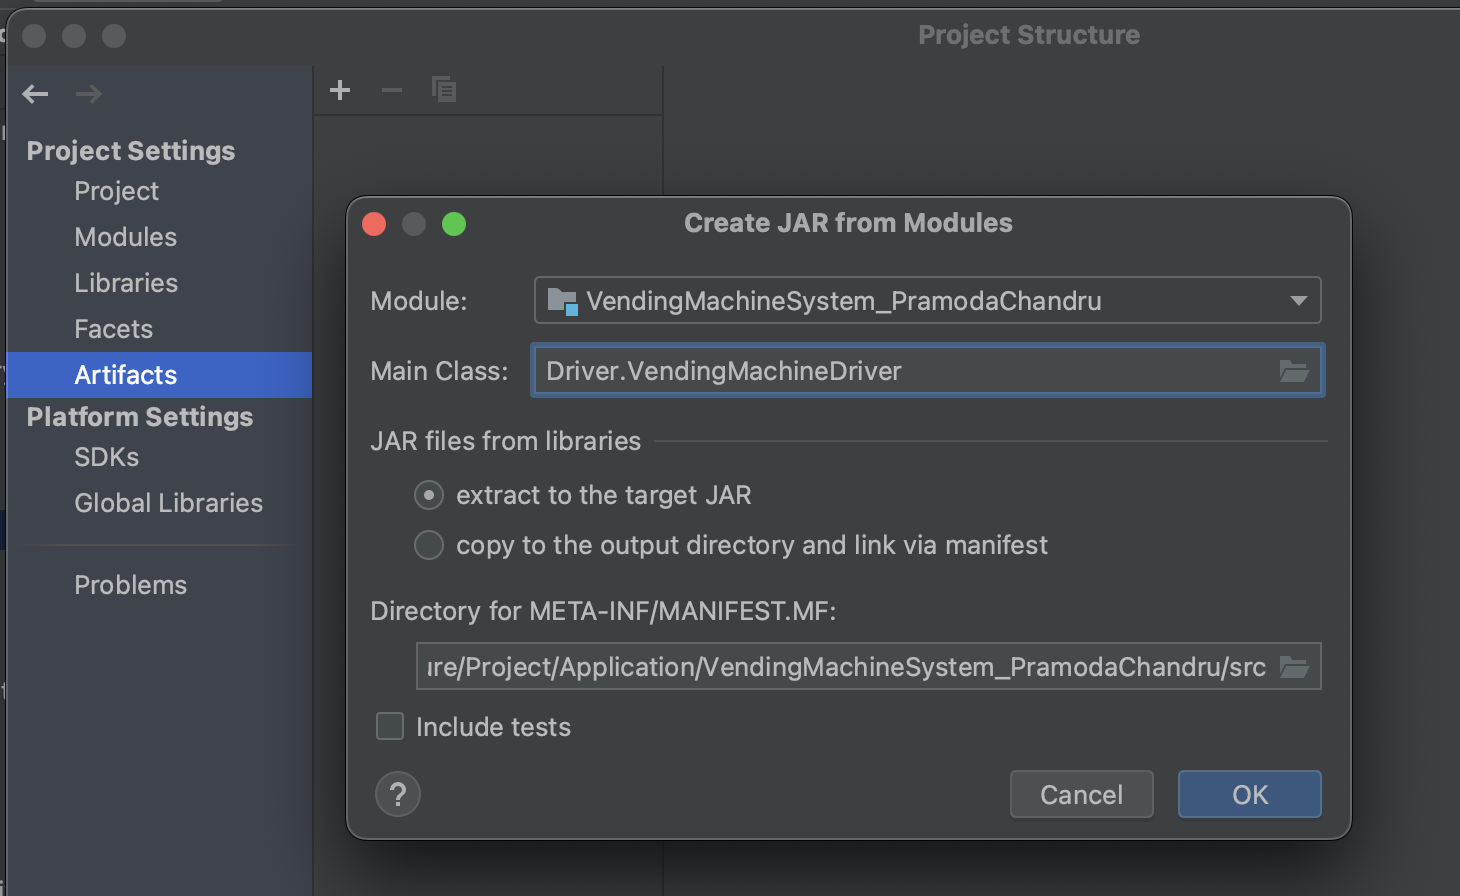 Project Structure
Project Settings
Project
Modules
Libraries
Facets
Artifacts
Platform Settings
SDKs
Global Libraries
Problems
Create JAR from Modules
Module: VendingMachineSystem_PramodaChandru
Main Class: Driver.VendingMachineDriver
JAR files from libraries
extract to the target JAR
copy to the output directory and link via manifest
Directory for META-INF/MANIFEST.MF:
re/Project/Application/VendingMachineSystem_PramodaChandru/src
Include tests
?
Cancel
OK